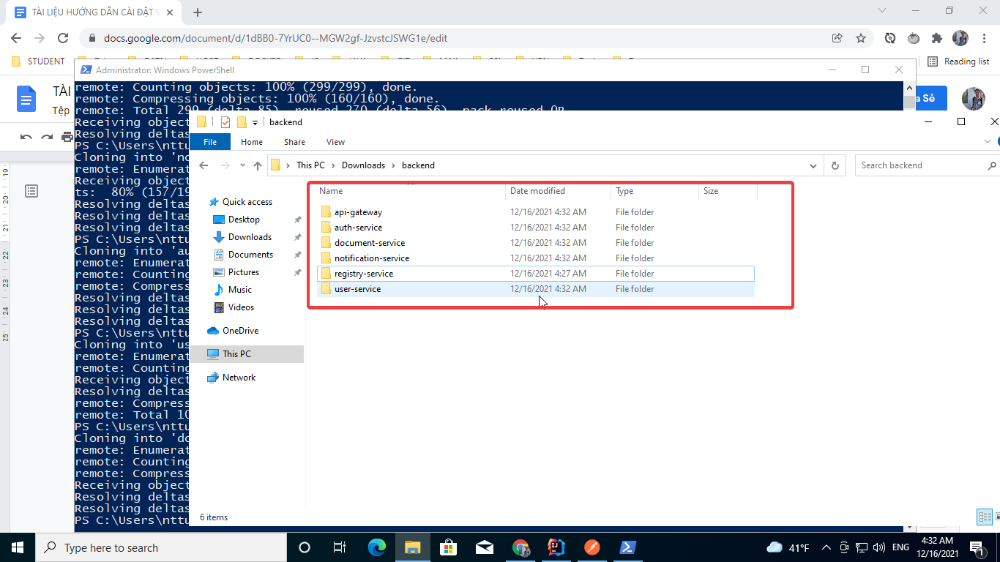 TÀI LIỆU HƯỚNG DẪN CÀI ĐẶT V
docs.google.com/document/d/1dBB0-7YrUC0--MGW2gf-JzvstcJSWG1e/edit
STUDENT
Reading list
Administrator: Windows PowerShell
TÀI
Tệp
a Sẻ
remote: Counting objects: 100% (299/299), done.
remote: Compressing objects: 100% (160/160), done.
remote: Total 299 (delta 85), reused 270 (delta 56), pack-reused 0
Receiving object
Resolving deltas
PS C:\Users\nttu
Cloning into 'no
remote: Enumerat
Receiving objec
ts:  80% (157/19
Resolving deltas
Resolving deltas
Resolving deltas
PS C:\Users\nttu
Cloning into 'au
remote: Enumerat
remote: Counting
remote: Compress
Resolving deltas
Resolving deltas
Resolving deltas
PS C:\Users\nttu
Cloning into 'us
remote: Enumerat
remote: Counting
Receiving object
Resolving deltas
remote: Compress
remote: Total 10
PS C:\Users\nttu
Cloning into 'do
remote: Enumerat
remote: Counting
remote: Compress
Receiving object
Resolving deltas
Resolving deltas
PS C:\Users\nttu
19
20
21
22
23
24
25
backend
File Home Share View
This PC Downloads backend
Search backend
Quick access
Desktop
Downloads
Documents
Pictures
Music
Videos
OneDrive
This PC
Network
Name Date modified Type Size
api-gateway 12/16/2021 4:32 AM File folder
auth-service 12/16/2021 4:32 AM File folder
document-service 12/16/2021 4:32 AM File folder
notification-service 12/16/2021 4:32 AM File folder
registry-service 12/16/2021 4:27 AM File folder
user-service 12/16/2021 4:32 AM File folder
6 items
Type here to search
41°F
ENG
4:32 AM
12/16/2021
1